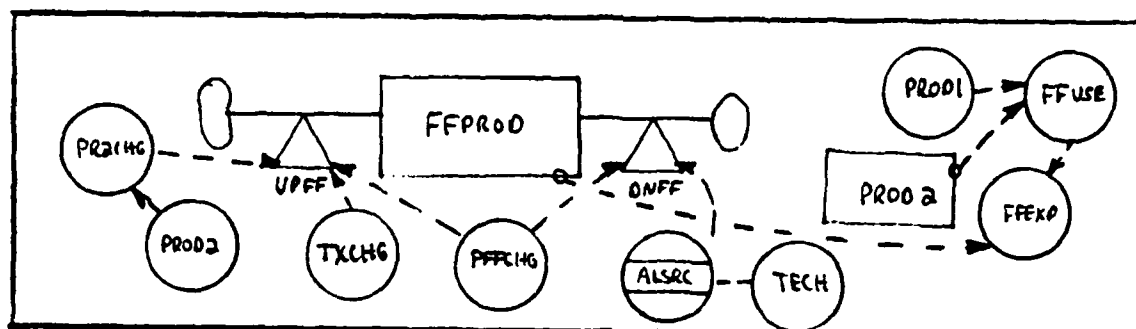 PROD1
FFUSE
FFPROD
PR2CHG
UPFF
DNFF
PROD2
FFEXP
PROD2
TXCHG
PFFCHG
ALSRC
TECH